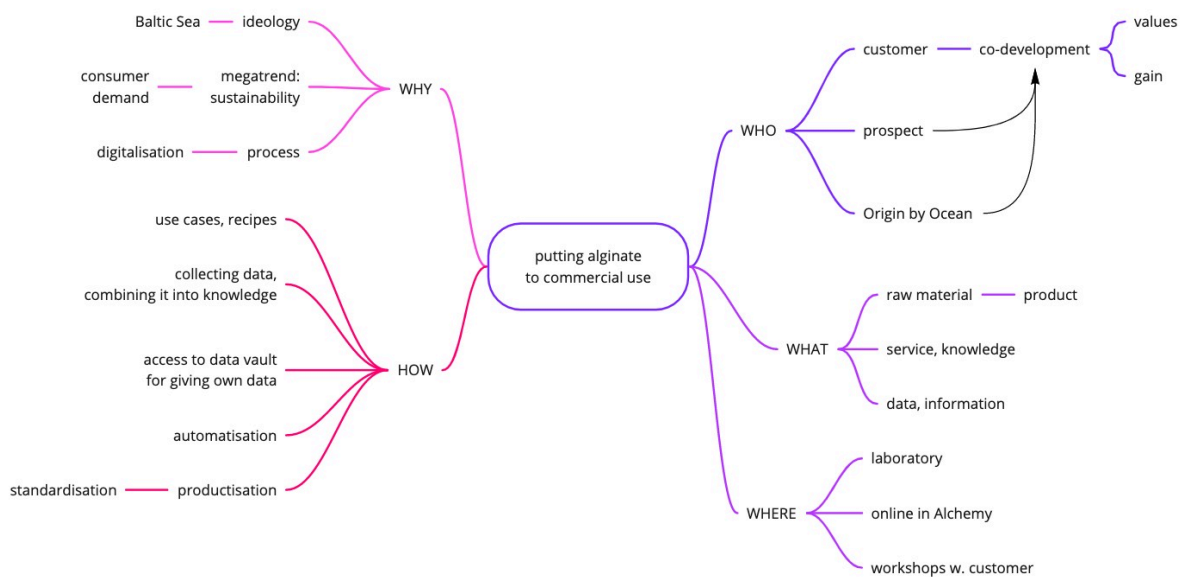 Baltic Sea
ideology
consumer
demand
megatrend:
sustainability
WHY
digitalisation
process
use cases, recipes
collecting data,
combining it into knowledge
access to data vault
for giving own data
HOW
automatisation
standardisation
productisation
putting alginate
to commercial use
values
customer
co-development
gain
WHO
prospect
Origin by Ocean
raw material
product
WHAT
service, knowledge
data, information
laboratory
WHERE
online in Alchemy
workshops w. customer